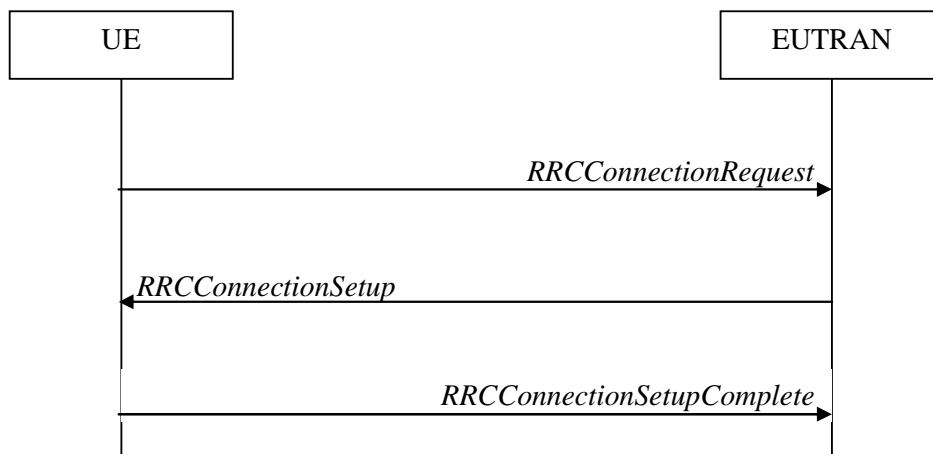 UE
EUTRAN
RRCConnectionRequest
RRCConnectionSetup
RRCConnectionSetupComplete